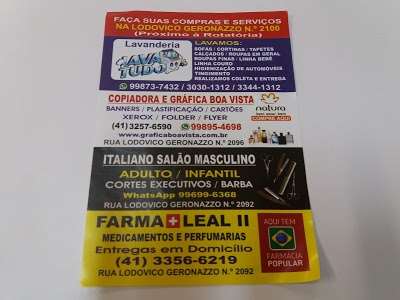 FAÇA SUAS COMPRAS E SERVIÇOS
NA LODOVICO GERONAZZO N.º 2100
(Próximo à Rotatória)
Lavanderia
LAVA TUDO
LAVAMOS:
SOFÁS / CORTINAS / TAPETES
CALÇADOS / ROUPAS EM GERAL
ROUPAS FINAS / LINHA BEBÊ
LINHA COURO
HIGIENIZAÇÃO DE AUTOMÓVEIS
TINGIMENTO
REALIZAMOS COLETA E ENTREGA
99873-7432 / 3030-1312 / 3344-1312
COPIADORA E GRÁFICA BOA VISTA
BANNERS / PLASTIFICAÇÃO / CARTÕES
XEROX / FOLDER / FLYER
(41) 3257-6590 99895-4698
www.graficaboavista.com.br
RUA LODOVICO GERONAZZO N.º 2096
natura
bem estar bem
COMPRE AQUI
ITALIANO SALÃO MASCULINO
ADULTO / INFANTIL
CORTES EXECUTIVOS / BARBA
WhatsApp 99699-6368
RUA LODOVICO GERONAZZO N.º 2092
FARMA LEAL II
MEDICAMENTOS E PERFUMARIAS
Entregas em Domicílio
(41) 3356-6219
RUA LODOVICO GERONAZZO N.º 2092
AQUI TEM
FARMÁCIA
POPULAR